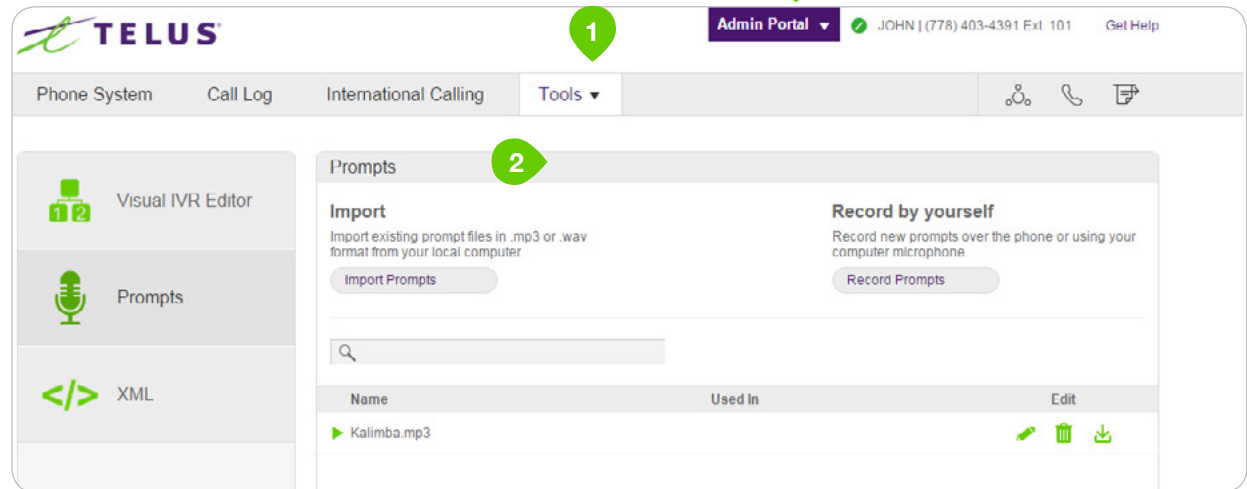 TELUS
1
Admin Portal
JOHN | (778) 403-4391 Ext. 101
Get Help
Phone System
Call Log
International Calling
Tools
Visual IVR Editor
1 2
Prompts
XML
Prompts
2
Import
Import existing prompt files in .mp3 or .wav
format from your local computer.
Import Prompts
Record by yourself
Record new prompts over the phone or using your
computer microphone.
Record Prompts
Name Used In Edit
Kalimba.mp3